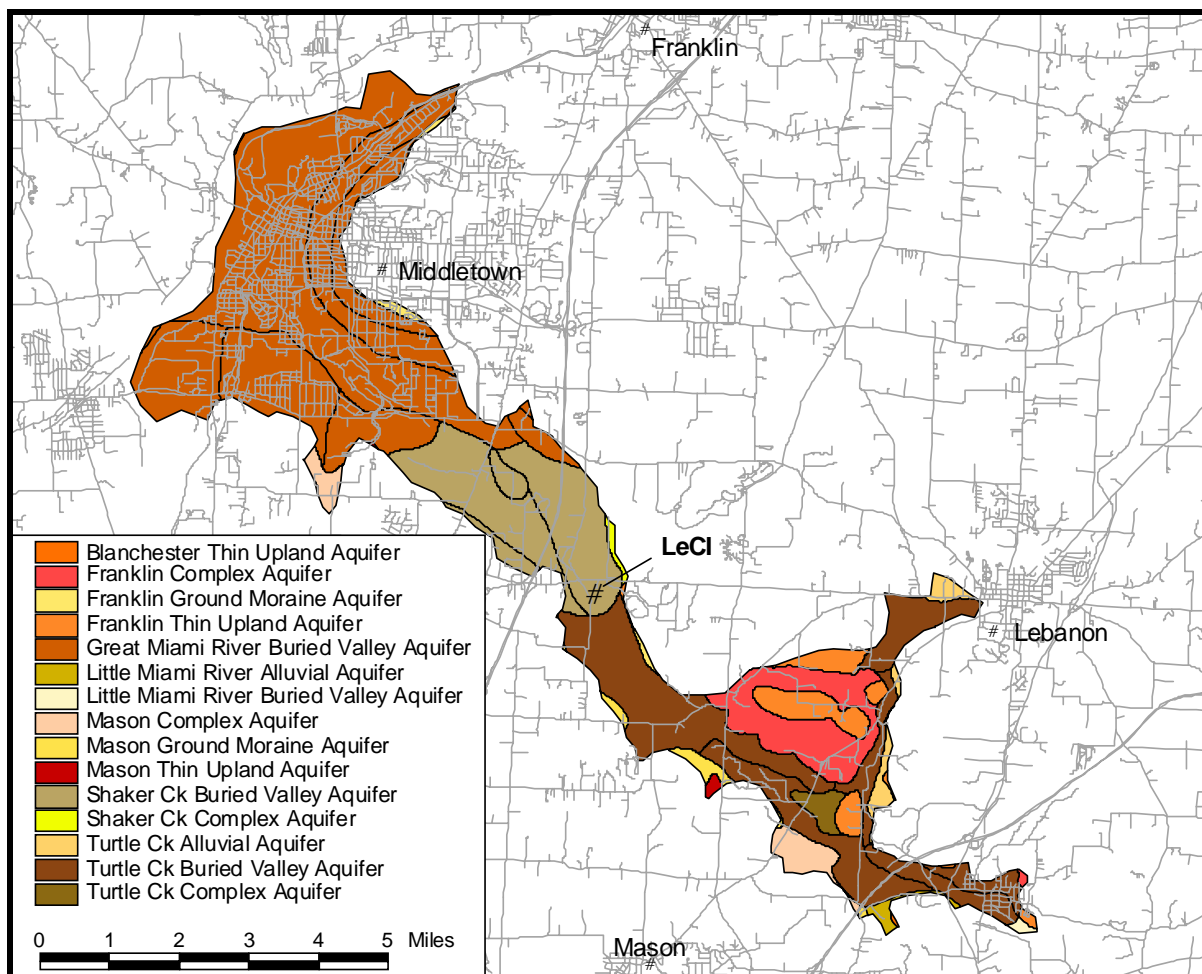 #
Franklin
#
Middletown
LeCI
#
#
Lebanon
Blanchester Thin Upland Aquifer
Franklin Complex Aquifer
Franklin Ground Moraine Aquifer
Franklin Thin Upland Aquifer
Great Miami River Buried Valley Aquifer
Little Miami River Alluvial Aquifer
Little Miami River Buried Valley Aquifer
Mason Complex Aquifer
Mason Ground Moraine Aquifer
Mason Thin Upland Aquifer
Shaker Ck Buried Valley Aquifer
Shaker Ck Complex Aquifer
Turtle Ck Alluvial Aquifer
Turtle Ck Buried Valley Aquifer
Turtle Ck Complex Aquifer
0 1 2 3 4 5 Miles
Mason
#